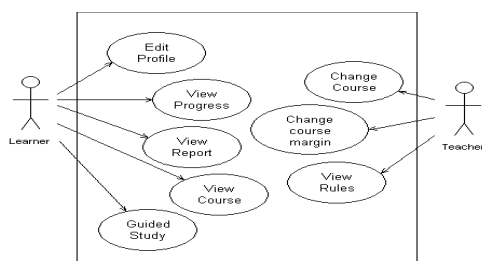 Edit
Profile
View
Progress
View
Report
View
Course
Guided
Study
Change
Course
Change
course
margin
View
Rules
Learner
Teacher